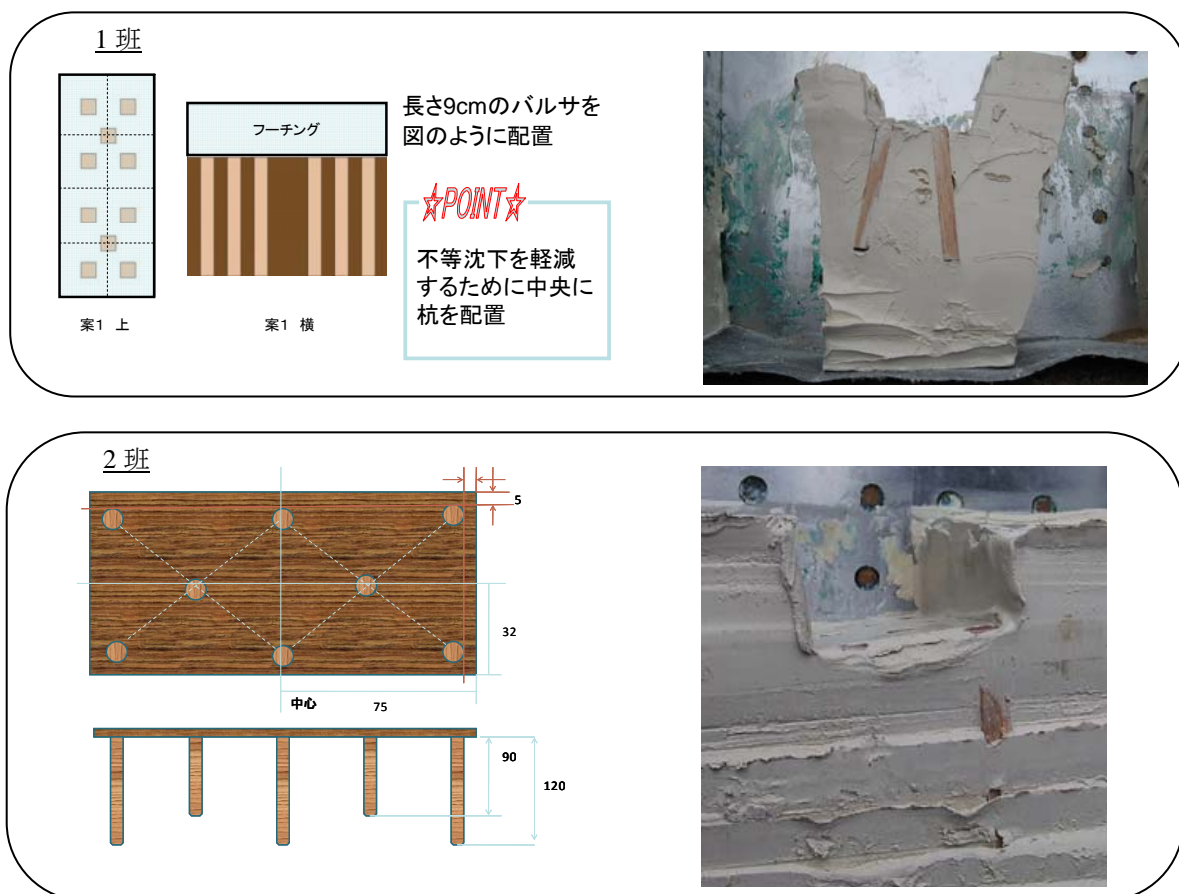 1 班
フーチング
案1 上
案1 横
長さ9cmのバルサを
図のように配置
☆POINT☆
不等沈下を軽減
するために中央に
杭を配置
2 班
5
32
中心
75
90
120